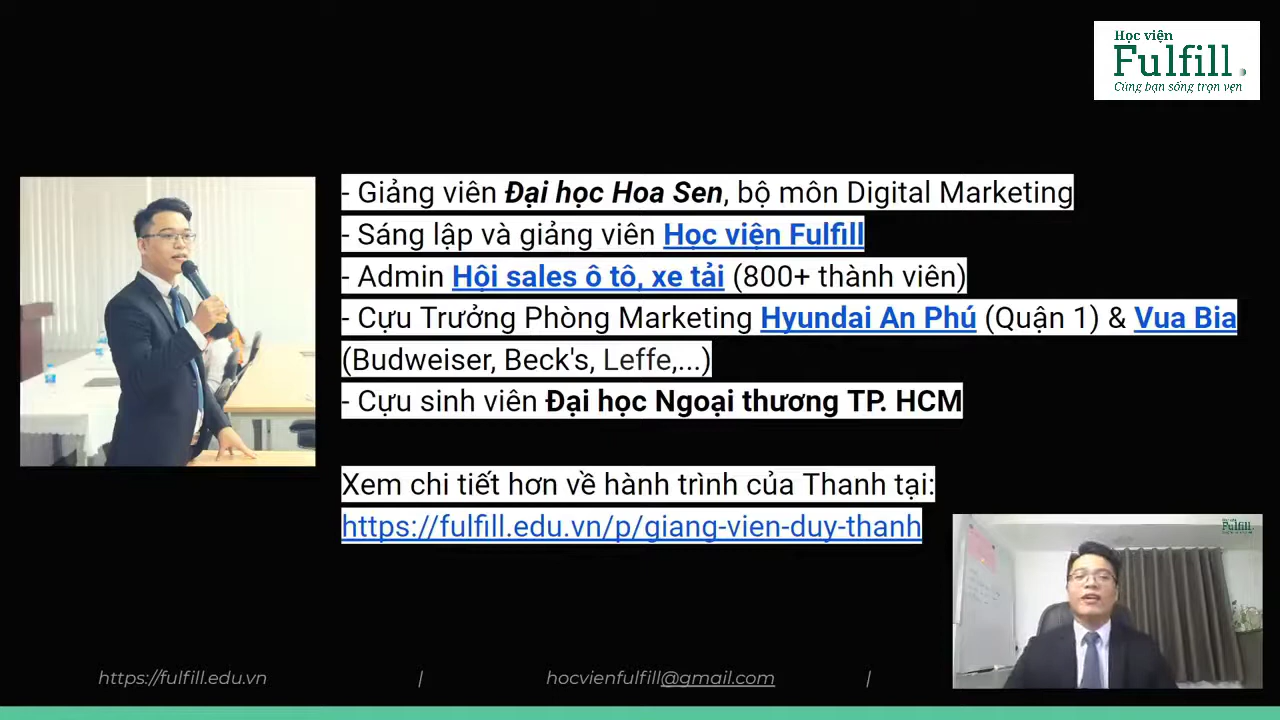 Học viện
Fulfill.
Cùng bạn sống trọn vẹn
- Giảng viên Đại học Hoa Sen, bộ môn Digital Marketing
- Sáng lập và giảng viên Học viện Fulfill
- Admin Hội sales ô tô, xe tải (800+ thành viên)
- Cựu Trưởng Phòng Marketing Hyundai An Phú (Quận 1) & Vua Bia
(Budweiser, Beck's, Leffe,...)
- Cựu sinh viên Đại học Ngoại thương TP. HCM
Xem chi tiết hơn về hành trình của Thanh tại:
https://fulfill.edu.vn/p/giang-vien-duy-thanh
Fulfill.
https://fulfill.edu.vn | hocvienfulfill@gmail.com |